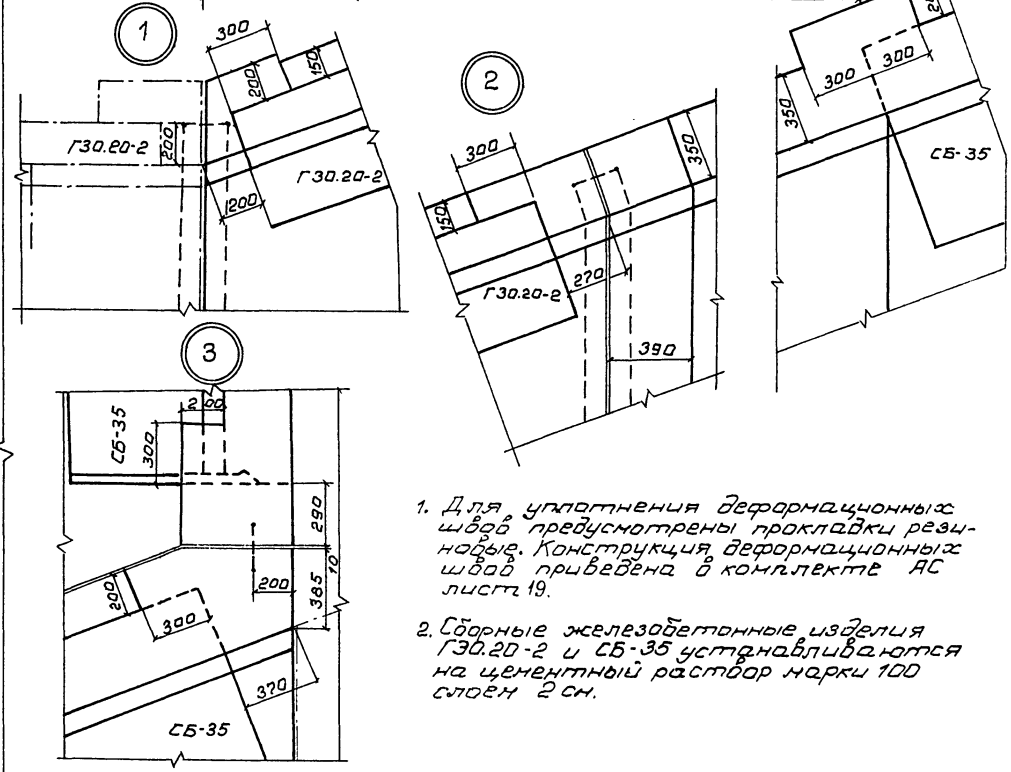 1
300
200
150
Г30.20-2
200
Г30.20-2
200
2
300
350
150
Г30.20-2
270
390
300
300
350
СБ-35
3
200
СБ-35
300
290
10
200
200
385
300
370
СБ-35
1. Для уплотнения деформационных
швов предусмотрены прокладки рези-
новые. Конструкция деформационных
швов приведена в комплекте АС
лист 19.
2. Сборные железобетонные изделия
Г30.20-2 и СБ-35 устанавливаются
на цементный раствор марки 100
слоем 2 см.